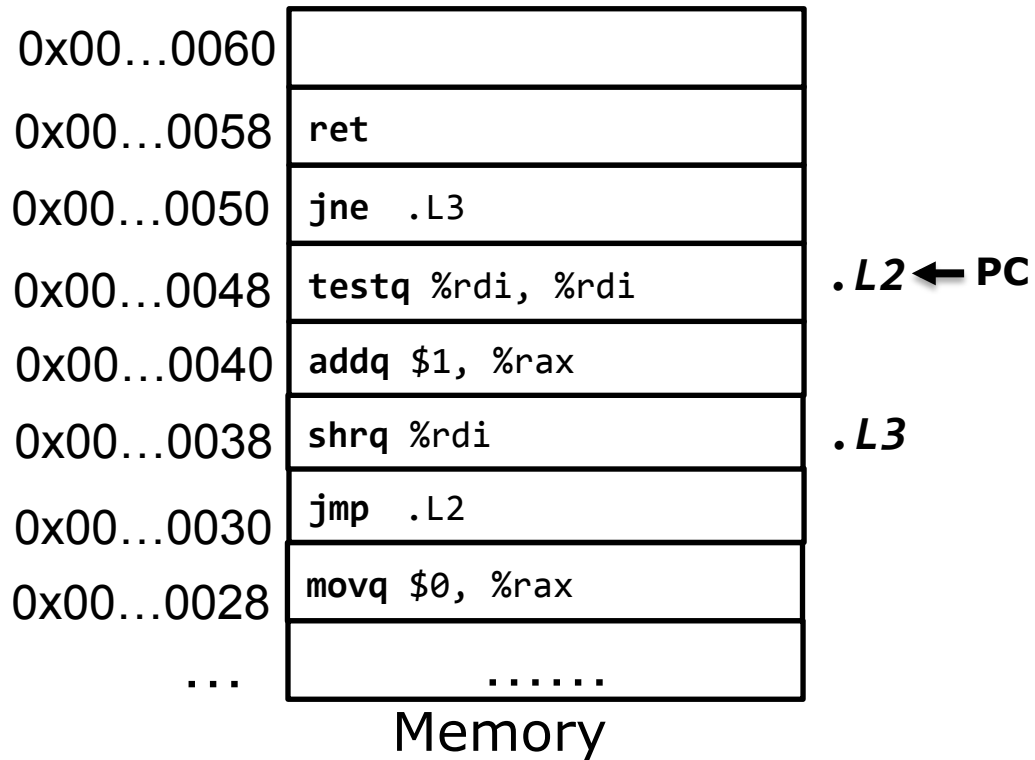 0x00…0060
0x00…0058 ret
0x00…0050 jne .L3
0x00…0048 testq %rdi, %rdi .L2 PC
0x00…0040 addq $1, %rax
0x00…0038 shrq %rdi .L3
0x00…0030 jmp .L2
0x00…0028 movq $0, %rax
… ……
Memory